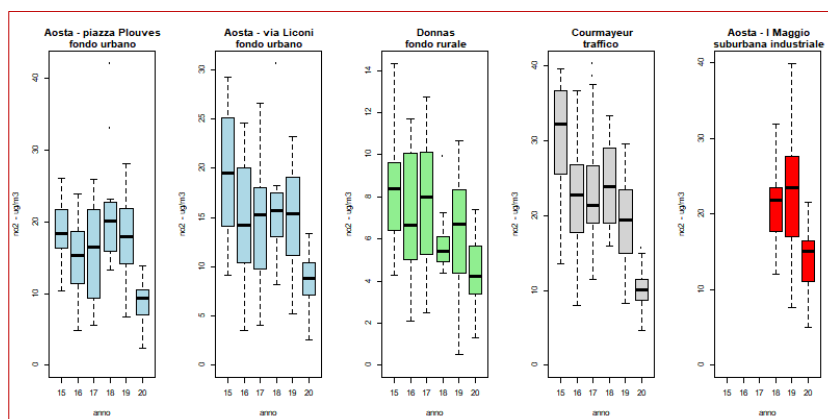 Aosta - piazza Plouves
fondo urbano
no2 - ug/m3
0
10
20
30
40
15 16 17 18 19 20
anno
Aosta - via Liconi
fondo urbano
no2 - ug/m3
0
5
10
15
20
25
30
15 16 17 18 19 20
anno
Donnas
fondo rurale
no2 - ug/m3
0
2
4
6
8
10
12
14
15 16 17 18 19 20
anno
Courmayeur
traffico
no2 - ug/m3
0
10
20
30
40
15 16 17 18 19 20
anno
Aosta - I Maggio
suburbana industriale
no2 - ug/m3
0
10
20
30
40
15 16 17 18 19 20
anno